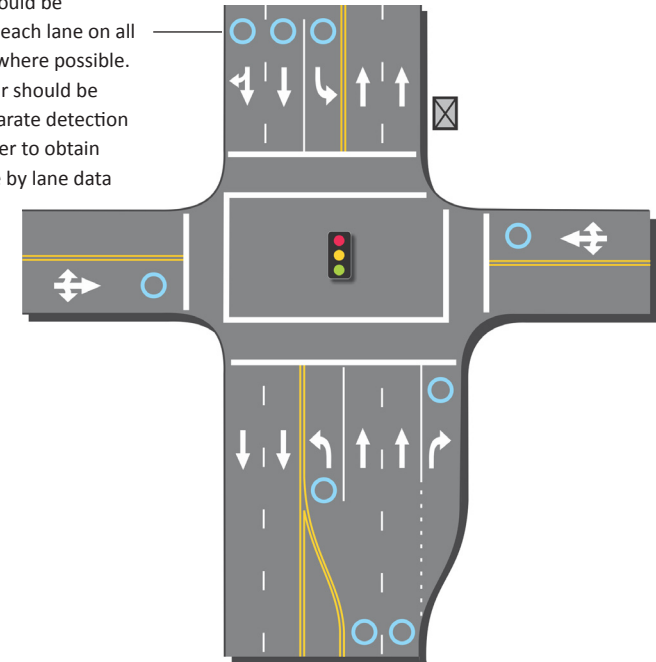 ould be
each lane on all
where possible.
r should be
arate detection
er to obtain
e by lane data